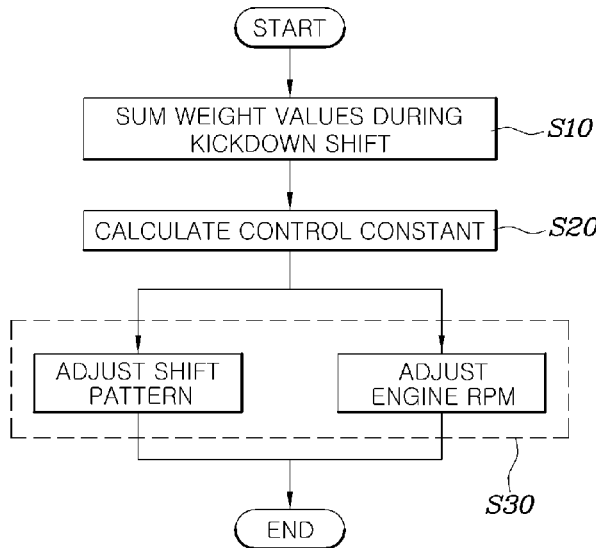 START
SUM WEIGHT VALUES DURING
KICKDOWN SHIFT
S10
CALCULATE CONTROL CONSTANT
S20
ADJUST SHIFT
PATTERN
ADJUST
ENGINE RPM
S30
END